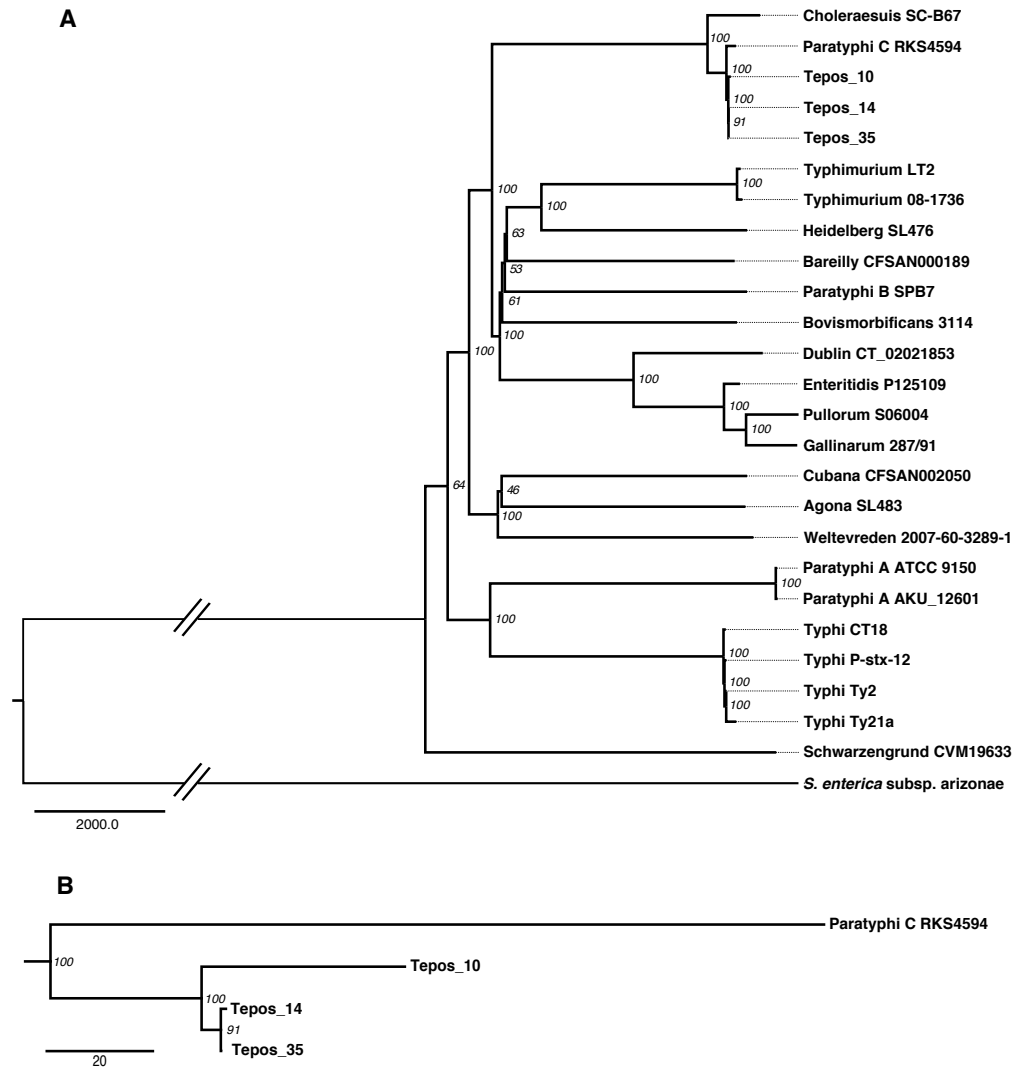 A
Choleraesuis SC-B67
100
Paratyphi C RKS4594
100
Tepos_10
100
Tepos_14
91
Tepos_35
Typhimurium LT2
100
Typhimurium 08-1736
100
100
Heidelberg SL476
63
Bareilly CFSAN000189
53
Paratyphi B SPB7
61
Bovismorbificans 3114
100
100
Dublin CT_02021853
100
Enteritidis P125109
100
Pullorum S06004
100
Gallinarum 287/91
Cubana CFSAN002050
64
46
Agona SL483
100
Weltevreden 2007-60-3289-1
Paratyphi A ATCC 9150
100
Paratyphi A AKU_12601
100
Typhi CT18
100
Typhi P-stx-12
100
Typhi Ty2
100
Typhi Ty21a
Schwarzengrund CVM19633
S. enterica subsp. arizonae
2000.0
B
Paratyphi C RKS4594
100
Tepos_10
100
Tepos_14
91
Tepos_35
20